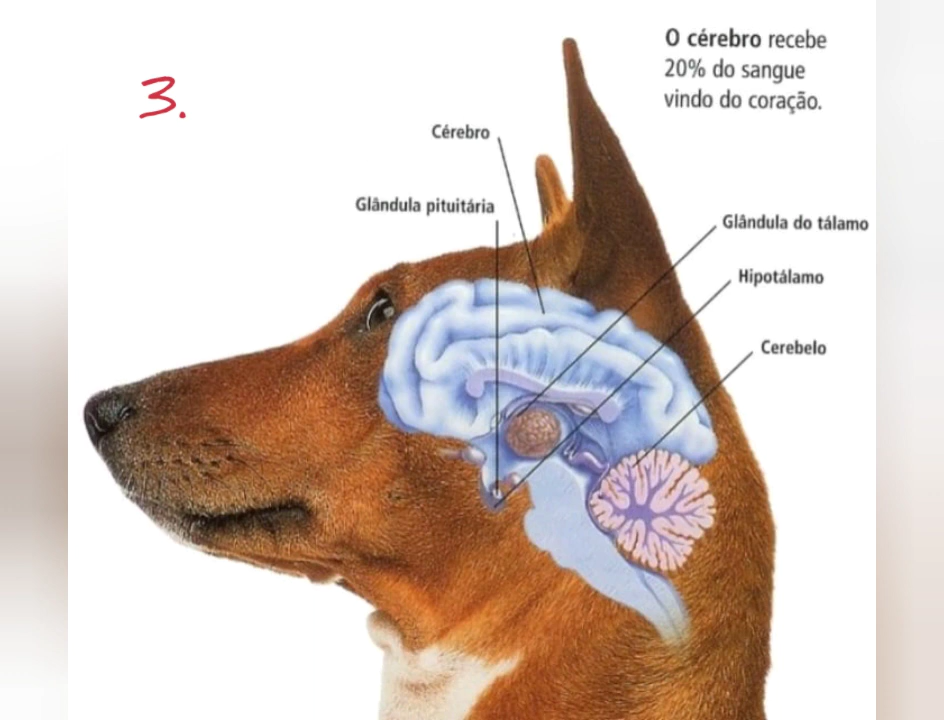 3.
O cérebro recebe
20% do sangue
vindo do coração.
Cérebro
Glândula pituitária
Glândula do tálamo
Hipotálamo
Cerebelo